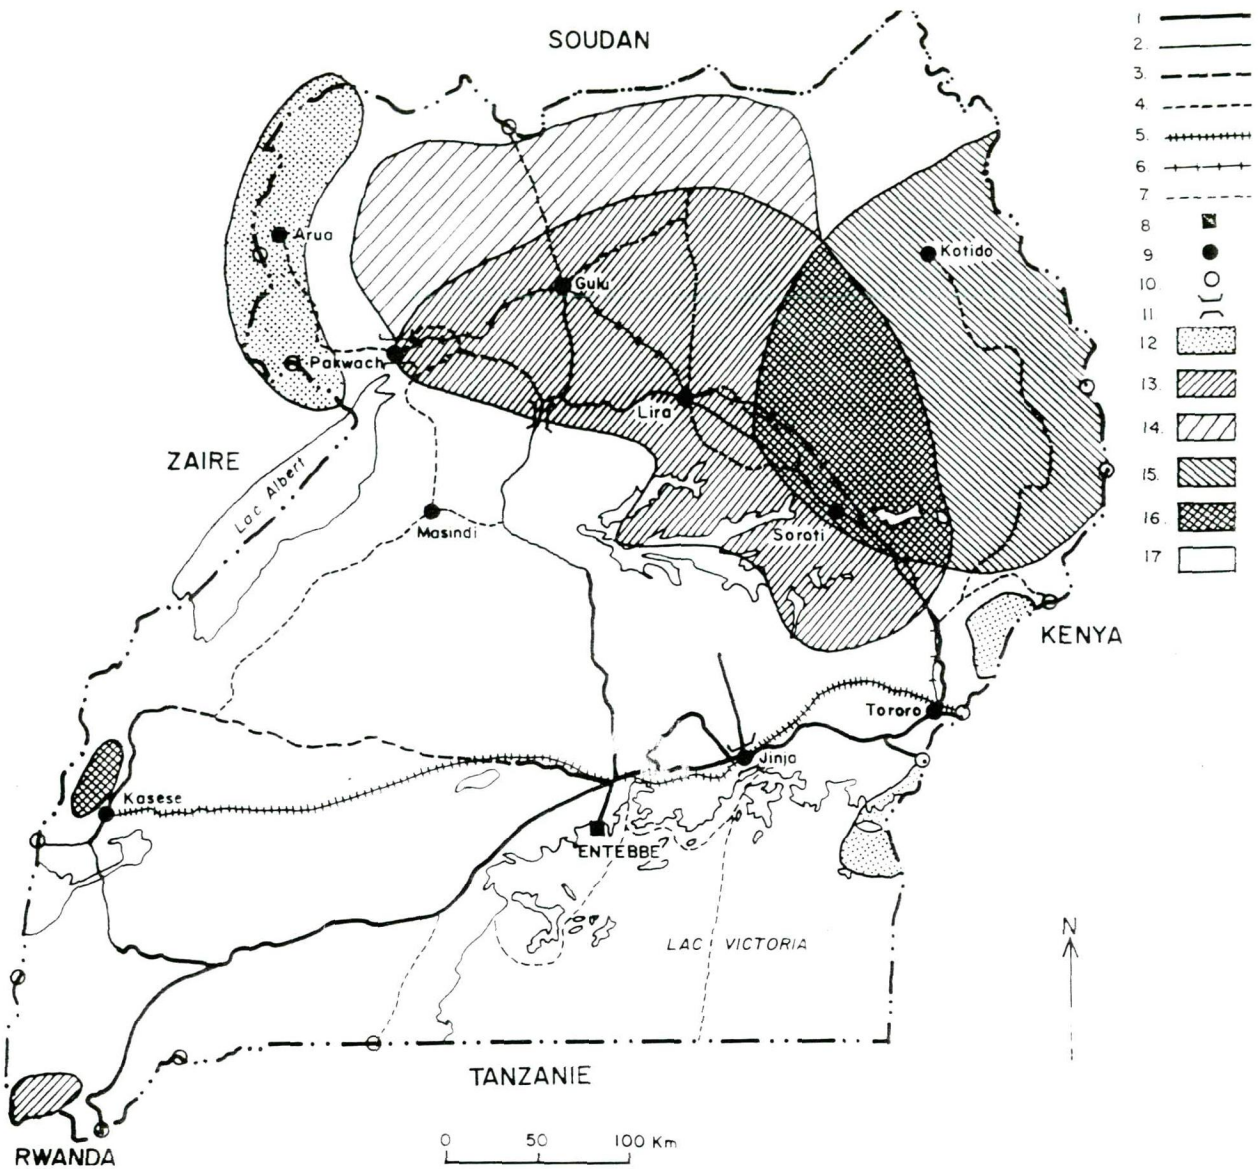 SOUDAN
1
2.
3.
4.
5.
6
7
8
9
10
11
12
13.
14.
15
16
17
Arua
Kotido
Gulu
Pakwach
Lira
ZAIRE
Lac Albert
Masindi
Soroti
KENYA
Tororo
Jinja
Kasese
ENTEBBE
LAC VICTORIA
N
TANZANIE
0 50 100 Km
RWANDA